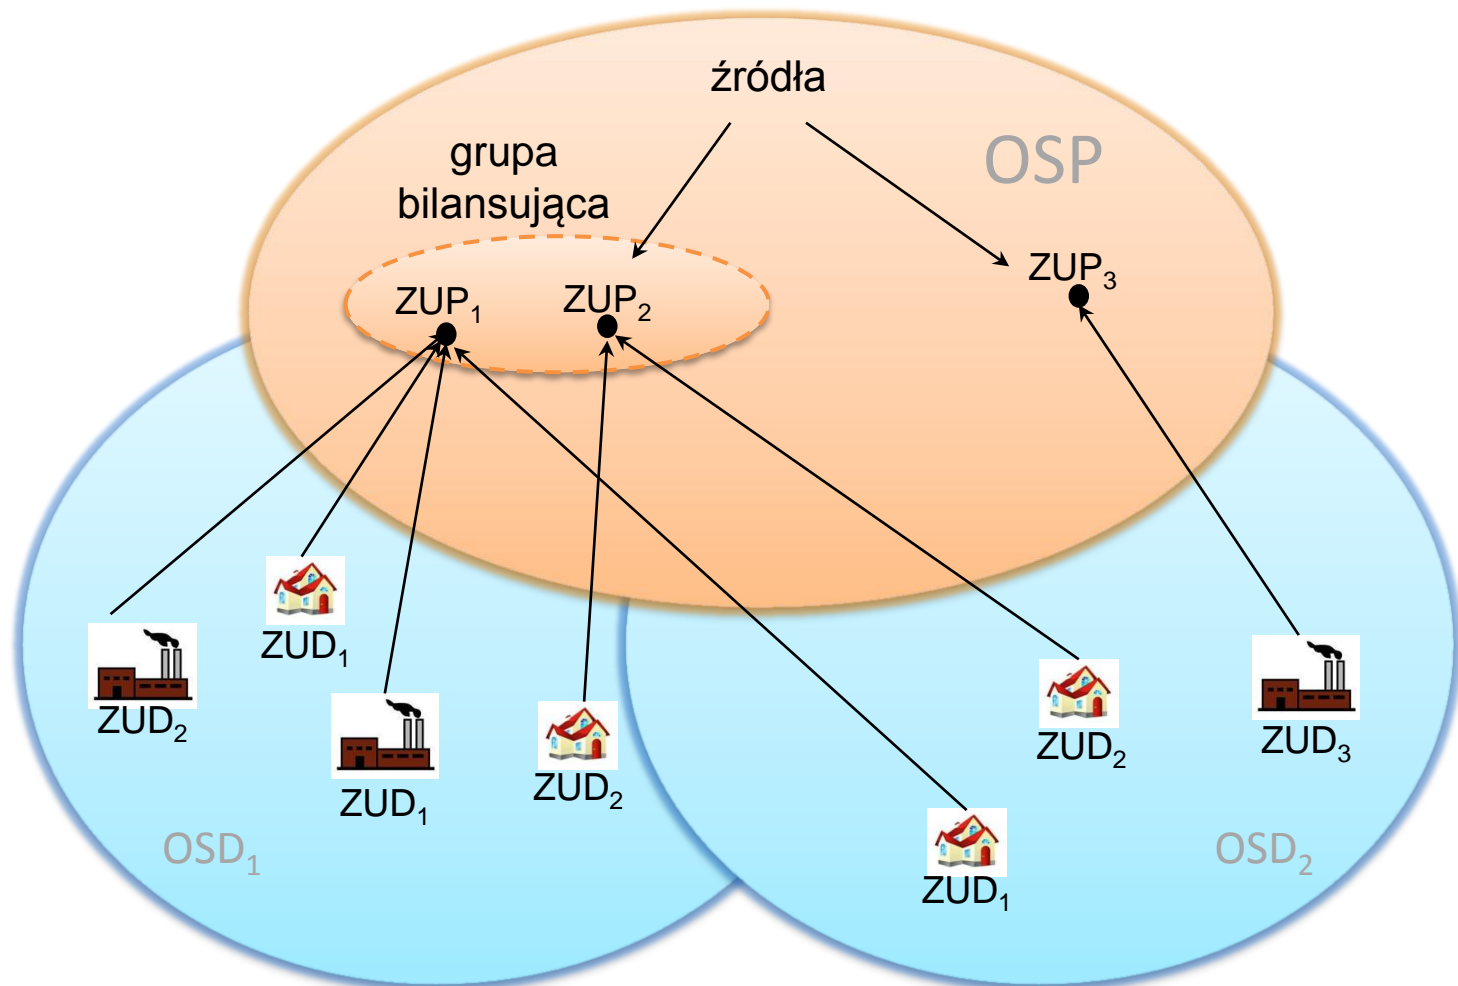 źródła
OSP
grupa
bilansująca
ZUP₁
ZUP₂
ZUP₃
ZUD₁
ZUD₂
ZUD₁
ZUD₂
ZUD₂
ZUD₃
ZUD₁
OSD₁
OSD₂